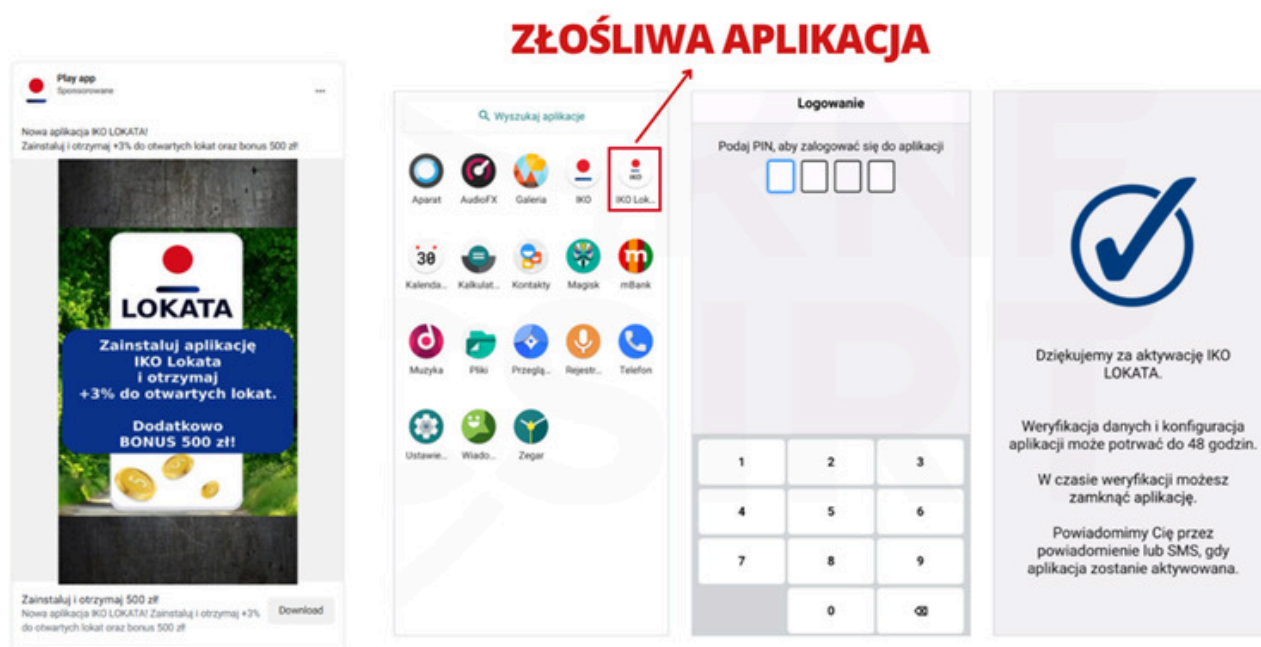 ZŁOŚLIWA APLIKACJA
Play app
Sponsorowane
Nowa aplikacja IKO LOKATA!
Zainstaluj i otrzymaj +3% do otwartych lokat oraz bonus 500 zł!
LOKATA
Zainstaluj aplikację
IKO Lokata
i otrzymaj
+3% do otwartych lokat.
Dodatkowo
BONUS 500 zł!
Zainstaluj i otrzymaj 500 zł!
Nowa aplikacja IKO LOKATA! Zainstaluj i otrzymaj +3%
do otwartych lokat oraz bonus 500 zł!
Download
Wyszukaj aplikacje
IKO
Aparat AudioFX Galeria IKO IKO Lok...
30
Kalenda... Kalkulat... Kontakty Magisk mBank
Muzyka Pliki Przeglą... Rejestr... Telefon
Ustawie... Wiado... Zegar
Logowanie
Podaj PIN, aby zalogować się do aplikacji
1 2 3
4 5 6
7 8 9
0
Dziękujemy za aktywację IKO
LOKATA.
Weryfikacja danych i konfiguracja
aplikacji może potrwać do 48 godzin.
W czasie weryfikacji możesz
zamknąć aplikację.
Powiadomimy Cię przez
powiadomienie lub SMS, gdy
aplikacja zostanie aktywowana.